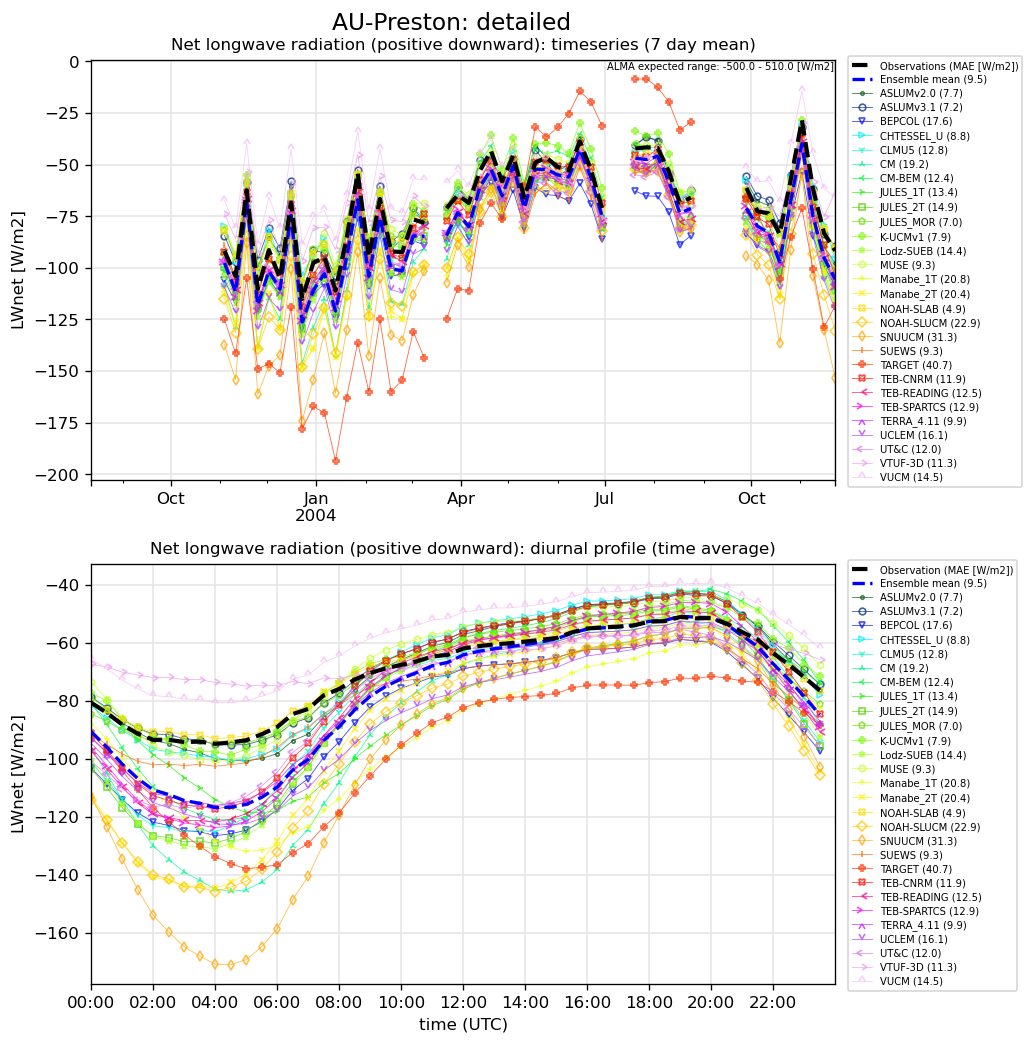 AU-Preston: detailed
Net longwave radiation (positive downward): timeseries (7 day mean)
ALMA expected range: -500.0 - 510.0 [W/m2]
LWnet [W/m2]
0
−25
−50
−75
−100
−125
−150
−175
−200
Oct
Jan
2004
Apr
Jul
Oct
Observations (MAE [W/m2])
Ensemble mean (9.5)
ASLUMv2.0 (7.7)
ASLUMv3.1 (7.2)
BEPCOL (17.6)
CHTESSEL_U (8.8)
CLMU5 (12.8)
CM (19.2)
CM-BEM (12.4)
JULES_1T (13.4)
JULES_2T (14.9)
JULES_MOR (7.0)
K-UCMv1 (7.9)
Lodz-SUEB (14.4)
MUSE (9.3)
Manabe_1T (20.8)
Manabe_2T (20.4)
NOAH-SLAB (4.9)
NOAH-SLUCM (22.9)
SNUUCM (31.3)
SUEWS (9.3)
TARGET (40.7)
TEB-CNRM (11.9)
TEB-READING (12.5)
TEB-SPARTCS (12.9)
TERRA_4.11 (9.9)
UCLEM (16.1)
UT&C (12.0)
VTUF-3D (11.3)
VUCM (14.5)
Net longwave radiation (positive downward): diurnal profile (time average)
LWnet [W/m2]
−40
−60
−80
−100
−120
−140
−160
00:00
02:00
04:00
06:00
08:00
10:00
12:00
14:00
16:00
18:00
20:00
22:00
time (UTC)
Observation (MAE [W/m2])
Ensemble mean (9.5)
ASLUMv2.0 (7.7)
ASLUMv3.1 (7.2)
BEPCOL (17.6)
CHTESSEL_U (8.8)
CLMU5 (12.8)
CM (19.2)
CM-BEM (12.4)
JULES_1T (13.4)
JULES_2T (14.9)
JULES_MOR (7.0)
K-UCMv1 (7.9)
Lodz-SUEB (14.4)
MUSE (9.3)
Manabe_1T (20.8)
Manabe_2T (20.4)
NOAH-SLAB (4.9)
NOAH-SLUCM (22.9)
SNUUCM (31.3)
SUEWS (9.3)
TARGET (40.7)
TEB-CNRM (11.9)
TEB-READING (12.5)
TEB-SPARTCS (12.9)
TERRA_4.11 (9.9)
UCLEM (16.1)
UT&C (12.0)
VTUF-3D (11.3)
VUCM (14.5)